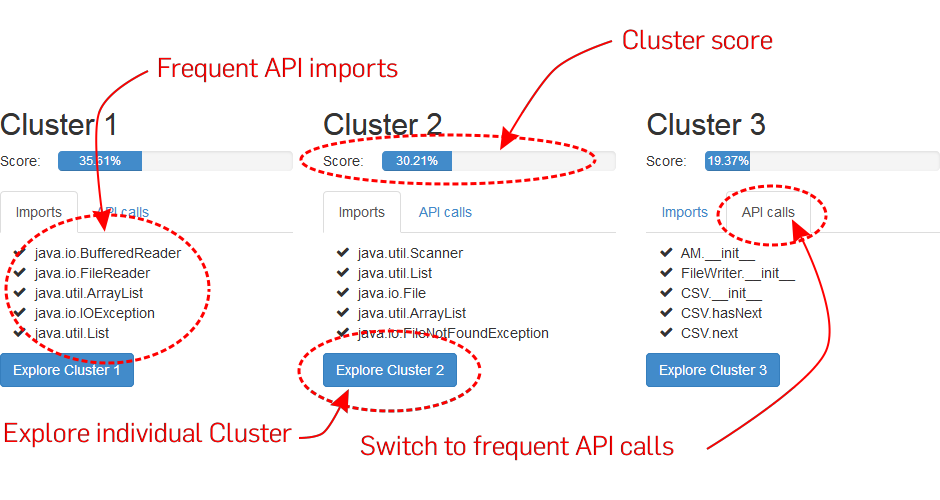 Cluster score
Frequent API imports
Cluster 1
Score: 35.61%
Imports API calls
java.io.BufferedReader
java.io.FileReader
java.util.ArrayList
java.io.IOException
java.util.List
Explore Cluster 1
Cluster 2
Score: 30.21%
Imports API calls
java.util.Scanner
java.util.List
java.io.File
java.util.ArrayList
java.io.FileNotFoundException
Explore Cluster 2
Cluster 3
Score: 19.37%
Imports API calls
AM.__init__
FileWriter.__init__
CSV.__init__
CSV.hasNext
CSV.next
Explore Cluster 3
Explore individual Cluster
Switch to frequent API calls